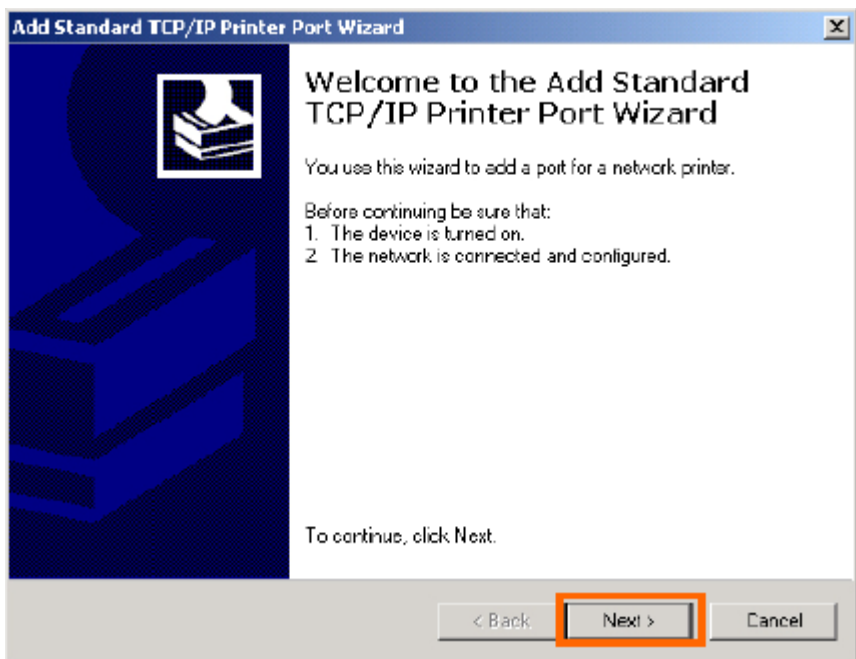 Add Standard TCP/IP Printer Port Wizard
Welcome to the Add Standard
TCP/IP Printer Port Wizard
You use this wizard to add a port for a network printer.
Before continuing be sure that:
1. The device is turned on.
2 The network is connected and configured.
To continue, click Next.
< Back
Next >
Cancel